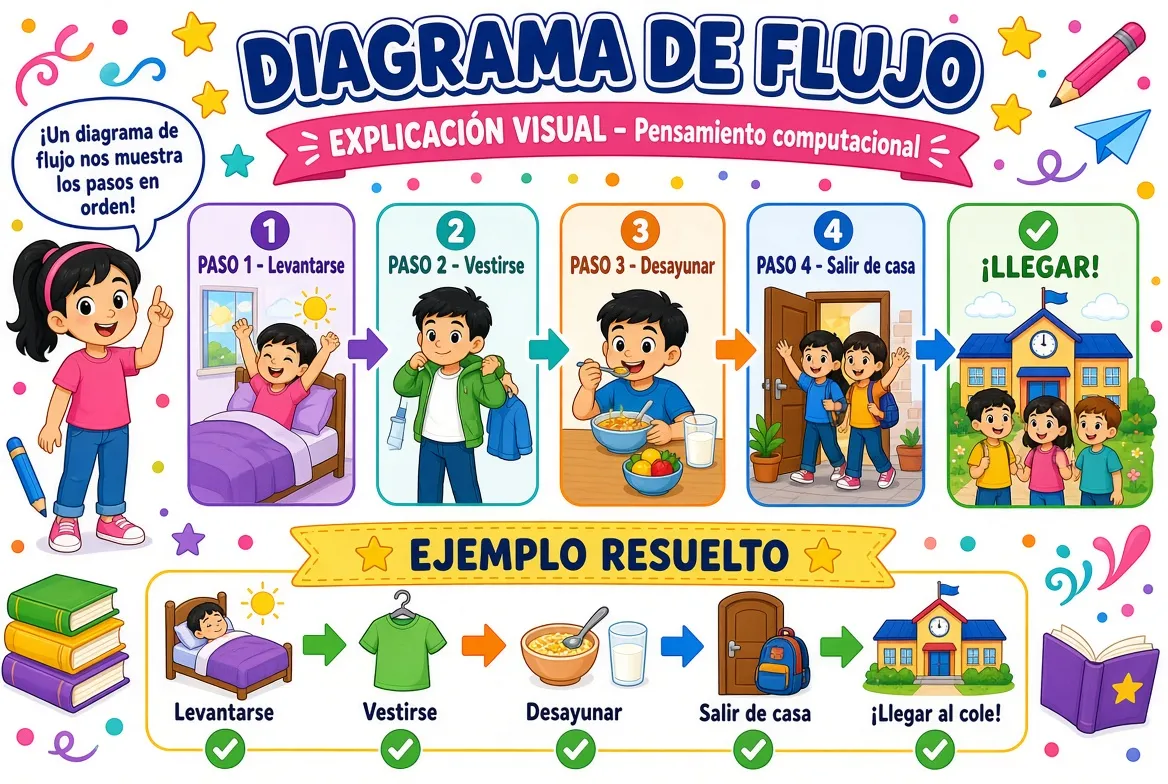 DIAGRAMA DE FLUJO
EXPLICACIÓN VISUAL – Pensamiento computacional
¡Un diagrama de
flujo nos muestra
los pasos en
orden!
1
PASO 1 - Levantarse
2
PASO 2 - Vestirse
3
PASO 3 - Desayunar
4
PASO 4 - Salir de casa
¡LLEGAR!
EJEMPLO RESUELTO
Levantarse
Vestirse
Desayunar
Salir de casa
¡Llegar al cole!